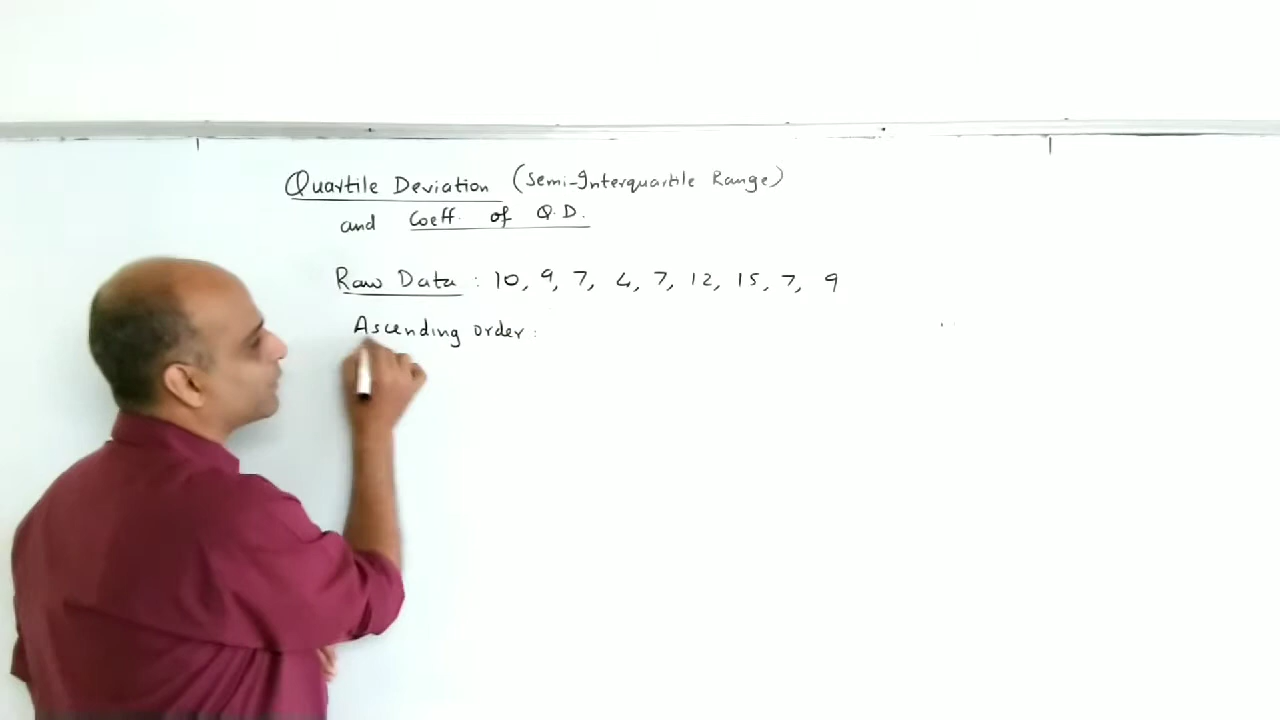 Quartile Deviation (Semi-Interquartile Range)
and Coeff. of Q.D.
Raw Data : 10, 9, 7, 4, 7, 12, 15, 7, 9
Ascending order :